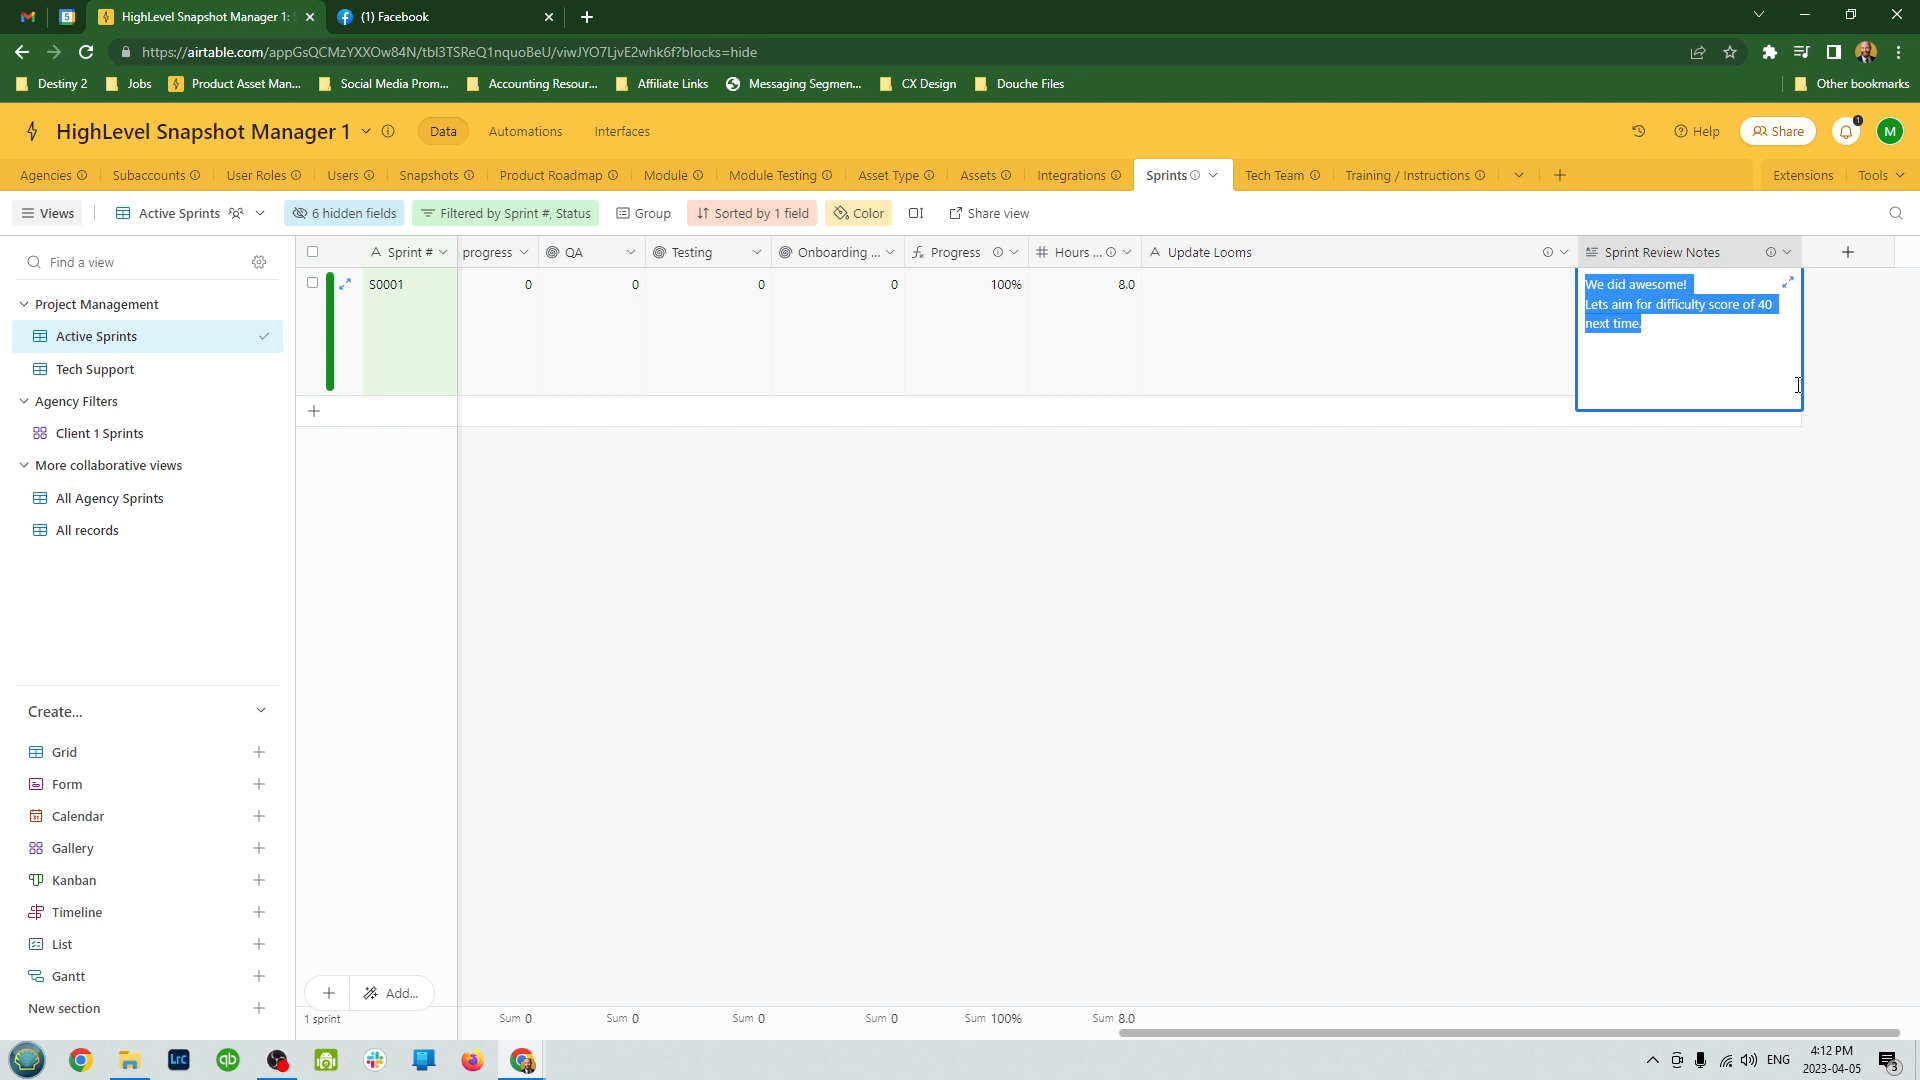 HighLevel Snapshot Manager 1:
(1) Facebook
https://airtable.com/appGsQCMzYXXOw84N/tbl3TSReQ1nquoBeU/viwJYO7LjvE2whk6f?blocks=hide
Destiny 2
Jobs
Product Asset Man...
Social Media Prom...
Accounting Resour...
Affiliate Links
Messaging Segmen...
CX Design
Douche Files
Other bookmarks
HighLevel Snapshot Manager 1
Data
Automations
Interfaces
Help
Share
1
M
Agencies
Subaccounts
User Roles
Users
Snapshots
Product Roadmap
Module
Module Testing
Asset Type
Assets
Integrations
Sprints
Tech Team
Training / Instructions
Extensions
Tools
Views
Active Sprints
6 hidden fields
Filtered by Sprint #, Status
Group
Sorted by 1 field
Color
Share view
Find a view
Sprint #
progress
QA
Testing
Onboarding ...
Progress
Hours ...
Update Looms
Sprint Review Notes
S0001
0
0
0
0
100%
8.0
We did awesome!
Lets aim for difficulty score of 40
next time.
Project Management
Active Sprints
Tech Support
Agency Filters
Client 1 Sprints
More collaborative views
All Agency Sprints
All records
Create...
Grid
Form
Calendar
Gallery
Kanban
Timeline
List
Gantt
New section
Add...
1 sprint
Sum 0
Sum 0
Sum 0
Sum 0
Sum 100%
Sum 8.0
Lrc
qb
ENG
4:12 PM
2023-04-05
3